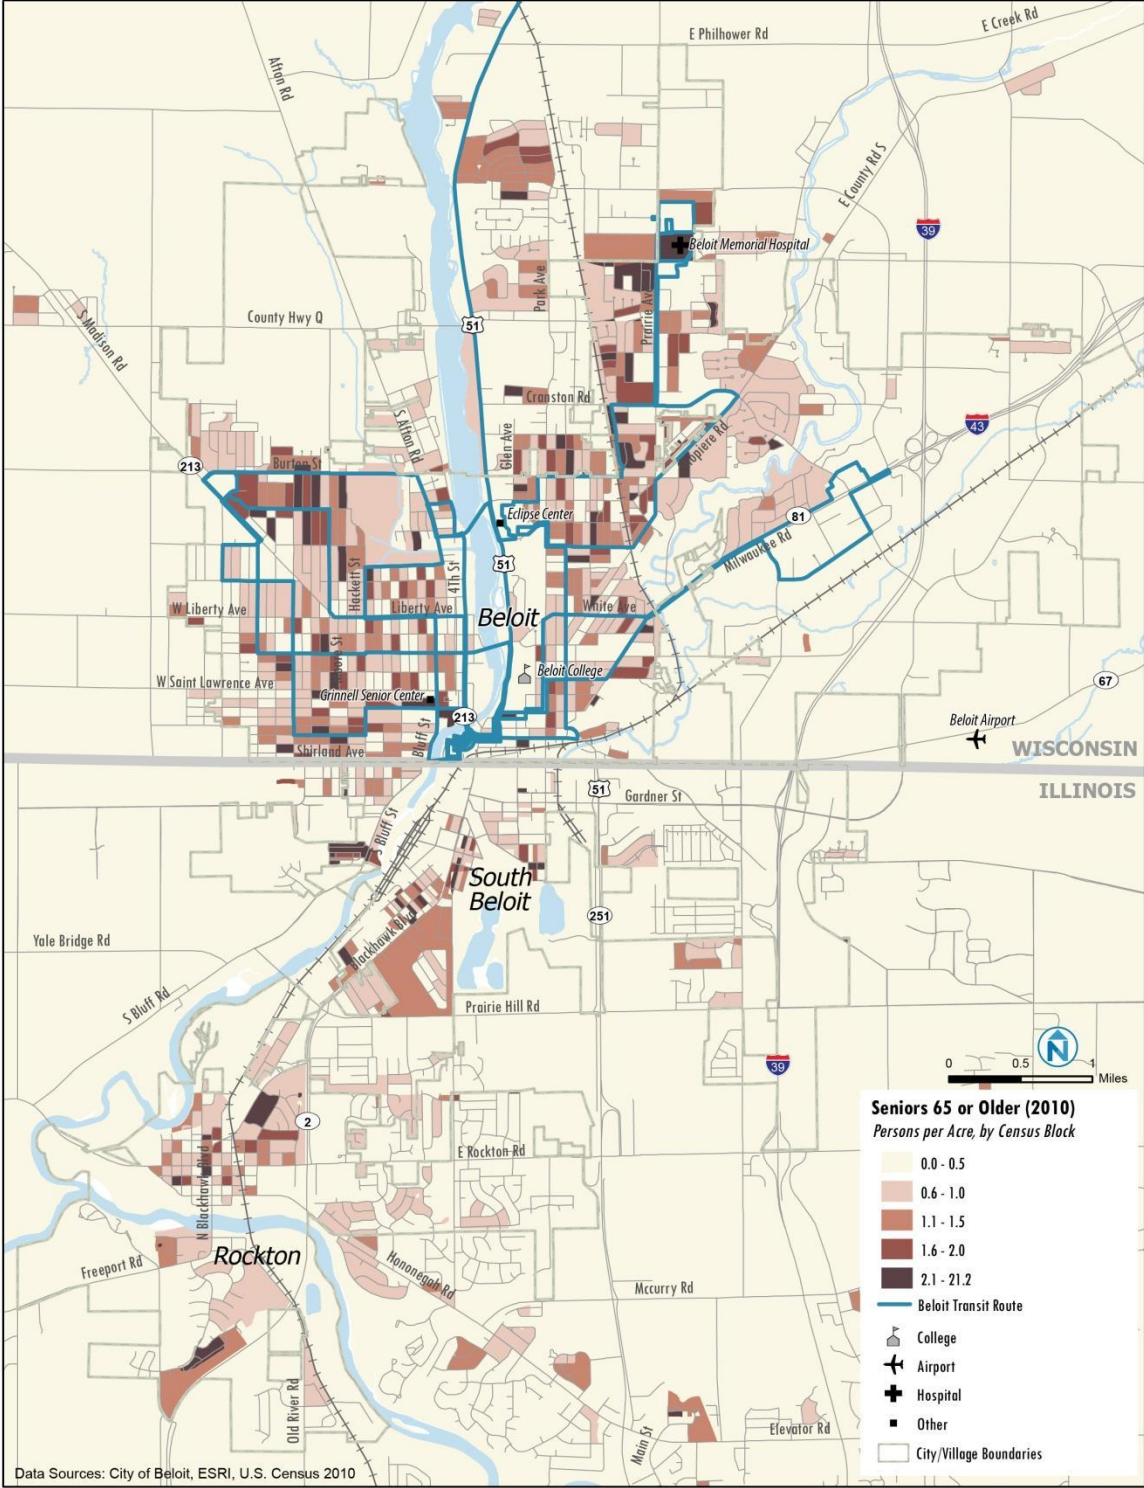 E Creek Rd
E Philhower Rd
Afton Rd
E County Rd S
39
Beloit Memorial Hospital
Park Ave
Prairie Ave
County Hwy Q
51
S Madison Rd
Cranston Rd
S Afton Rd
Glen Ave
43
213
Burton St
Eclipse Center
81
Milwaukee Rd
51
Hackett St
4Th St
W Liberty Ave
Liberty Ave
White Ave
Beloit
Beloit College
W Saint Lawrence Ave
67
Grinnell Senior Center
213
Beloit Airport
Bluff St
Shirland Ave
WISCONSIN
ILLINOIS
51
Gardner St
S Bluff St
South
Beloit
251
Yale Bridge Rd
Blackhawk Blvd
S Bluff Rd
Prairie Hill Rd
N
39
0 0.5 1
Miles
2
E Rockton Rd
N Blackhawk Blvd
Rockton
Freeport Rd
Hononegah Rd
Mccurry Rd
Old River Rd
Main St
Elevator Rd
Seniors 65 or Older (2010)
Persons per Acre, by Census Block
0.0 - 0.5
0.6 - 1.0
1.1 - 1.5
1.6 - 2.0
2.1 - 21.2
Beloit Transit Route
College
Airport
Hospital
Other
City/Village Boundaries
Data Sources: City of Beloit, ESRI, U.S. Census 2010